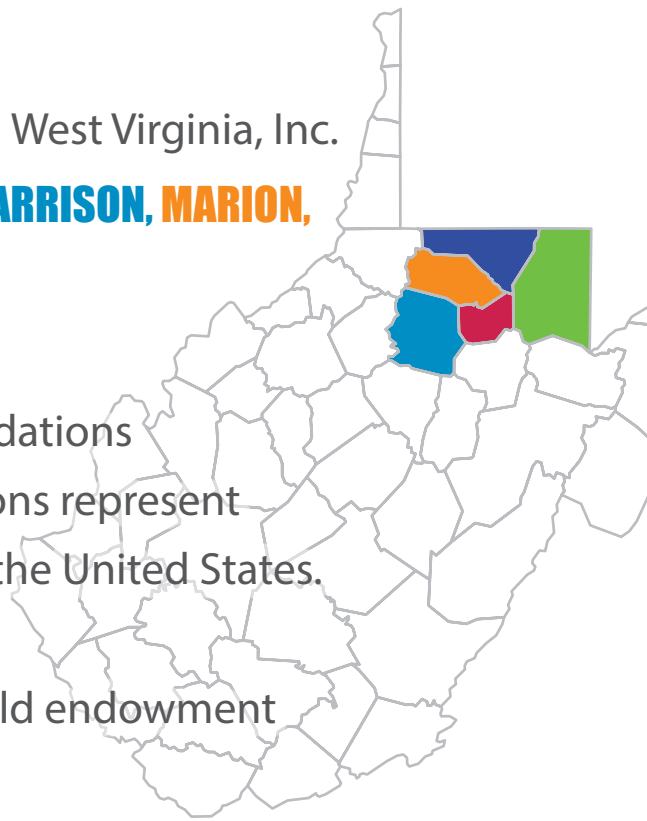 West Virginia, Inc.
ARRISON, MARION,
dations
ons represent
the United States.
ld endowment